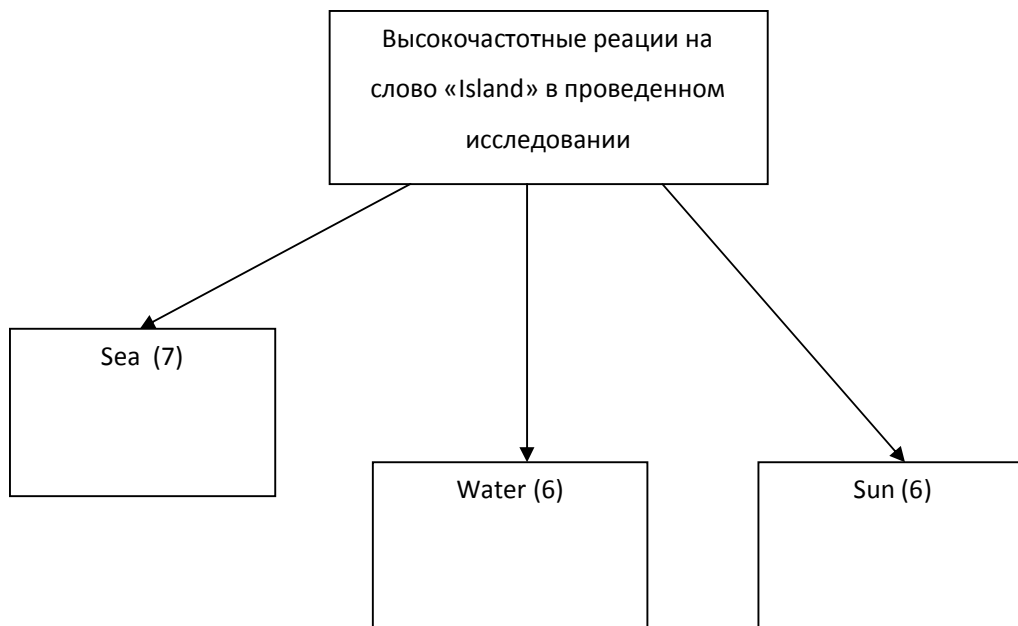 Высокочастотные реации на
слово «Island» в проведенном
исследовании
Sea (7)
Water (6)
Sun (6)